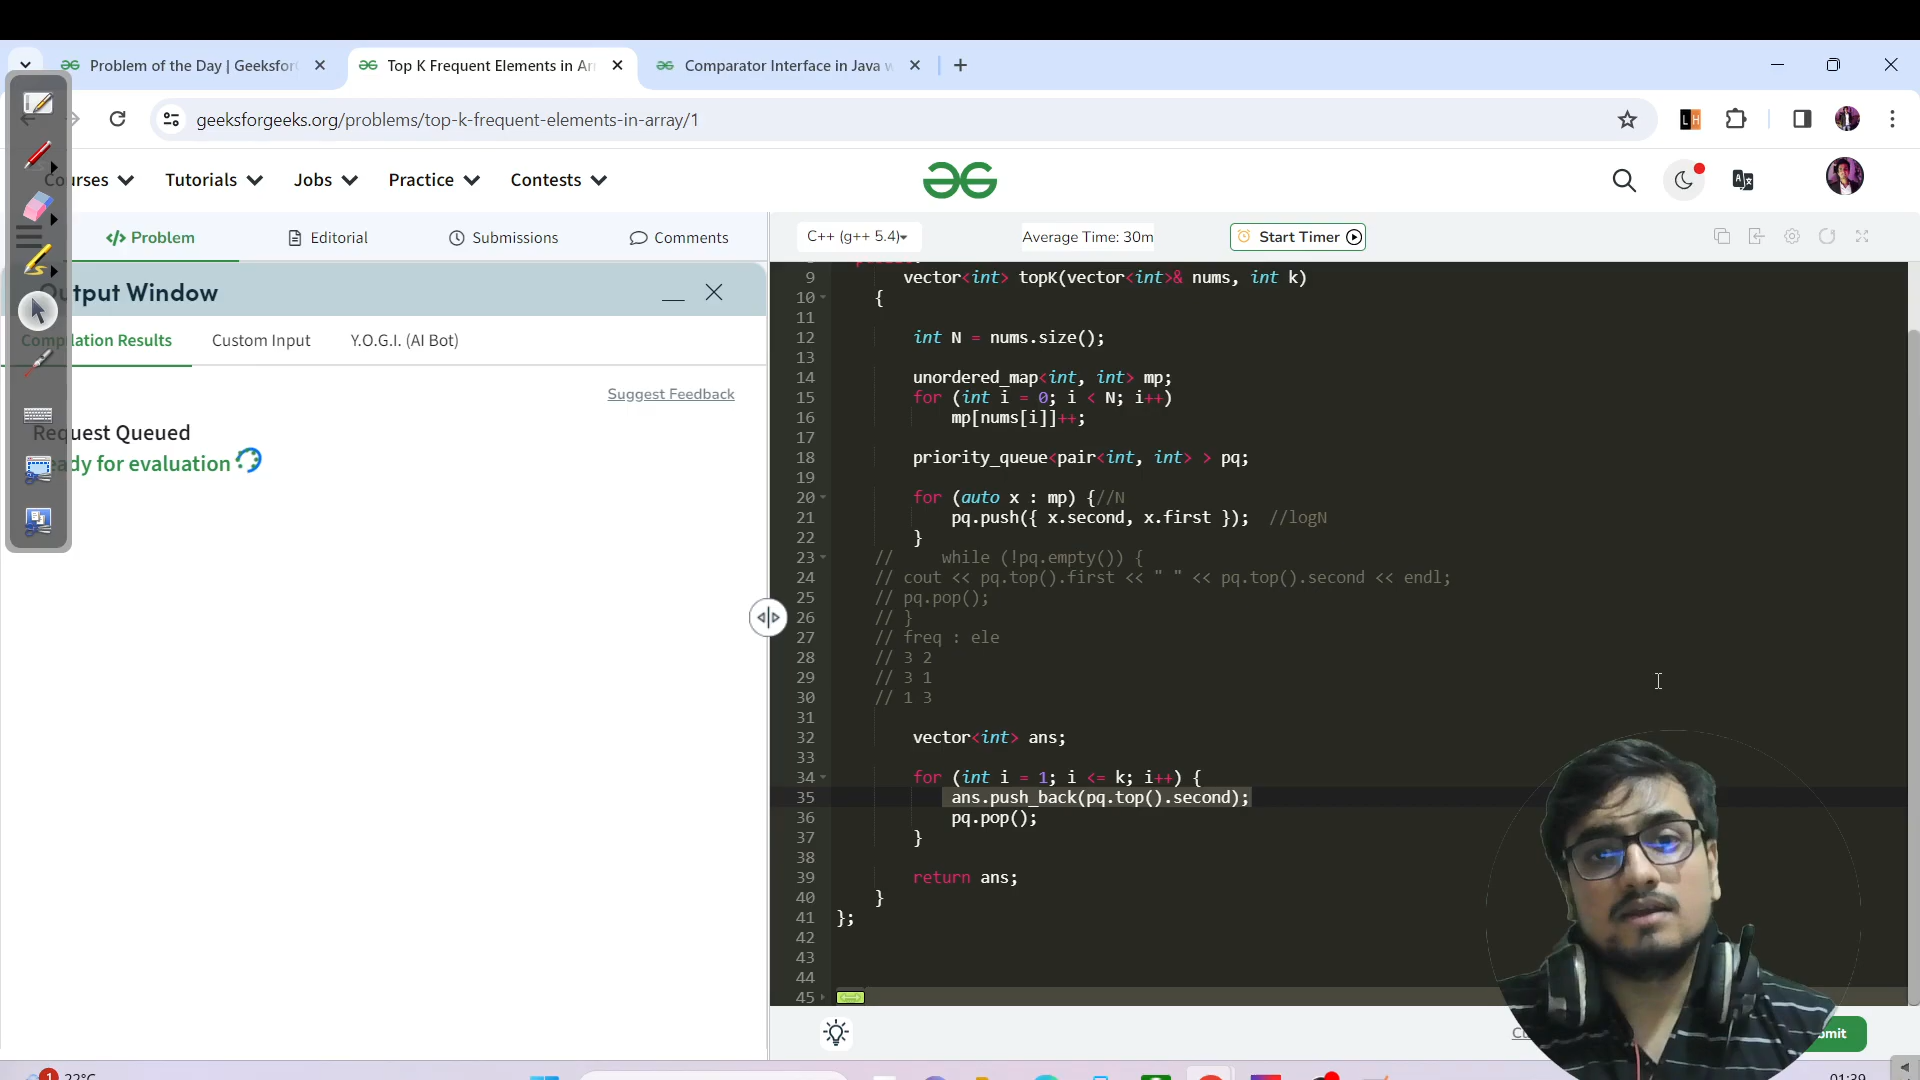 Problem of the Day | Geeksfor
Top K Frequent Elements in Ar
Comparator Interface in Java w
geeksforgeeks.org/problems/top-k-frequent-elements-in-array/1
LH
urses
Tutorials
Jobs
Practice
Contests
Problem
Editorial
Submissions
Comments
C++ (g++ 5.4)
Average Time: 30m
Start Timer
Output Window
Compilation Results
Custom Input
Y.O.G.I. (AI Bot)
Suggest Feedback
Request Queued
eady for evaluation
9 vector<int> topK(vector<int>& nums, int k)
10 {
11
12 int N = nums.size();
13
14 unordered_map<int, int> mp;
15 for (int i = 0; i < N; i++)
16 mp[nums[i]]++;
17
18 priority_queue<pair<int, int> > pq;
19
20 for (auto x : mp) {//N
21 pq.push({ x.second, x.first }); //logN
22 }
23 // while (!pq.empty()) {
24 // cout << pq.top().first << " " << pq.top().second << endl;
25 // pq.pop();
26 // }
27 // freq : ele
28 // 3 2
29 // 3 1
30 // 1 3
31
32 vector<int> ans;
33
34 for (int i = 1; i <= k; i++) {
35 ans.push_back(pq.top().second);
36 pq.pop();
37 }
38
39 return ans;
40 }
41 };
42
43
44
45
mit
1
22°C
01:39